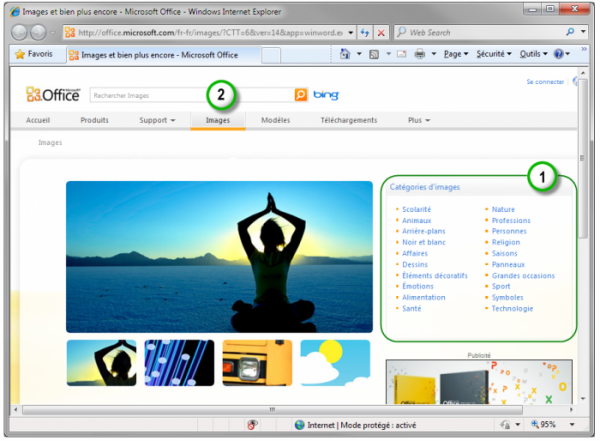 Images et bien plus encore - Microsoft Office - Windows Internet Explorer
http://office.microsoft.com/fr-fr/images/?CTT=6&ver=14&app=winword.e
Web Search
Favoris
Images et bien plus encore - Microsoft Office
Page
Sécurité
Outils
Se connecter
Office
Rechercher Images
bing
2
Accueil
Produits
Support
Images
Modèles
Téléchargements
Plus
Images
1
Catégories d'images
Scolarité
Animaux
Arrière-plans
Noir et blanc
Affaires
Dessins
Éléments décoratifs
Émotions
Alimentation
Santé
Nature
Professions
Personnes
Religion
Saisons
Panneaux
Grandes occasions
Sport
Symboles
Technologie
Publicité
Internet | Mode protégé : activé
95%